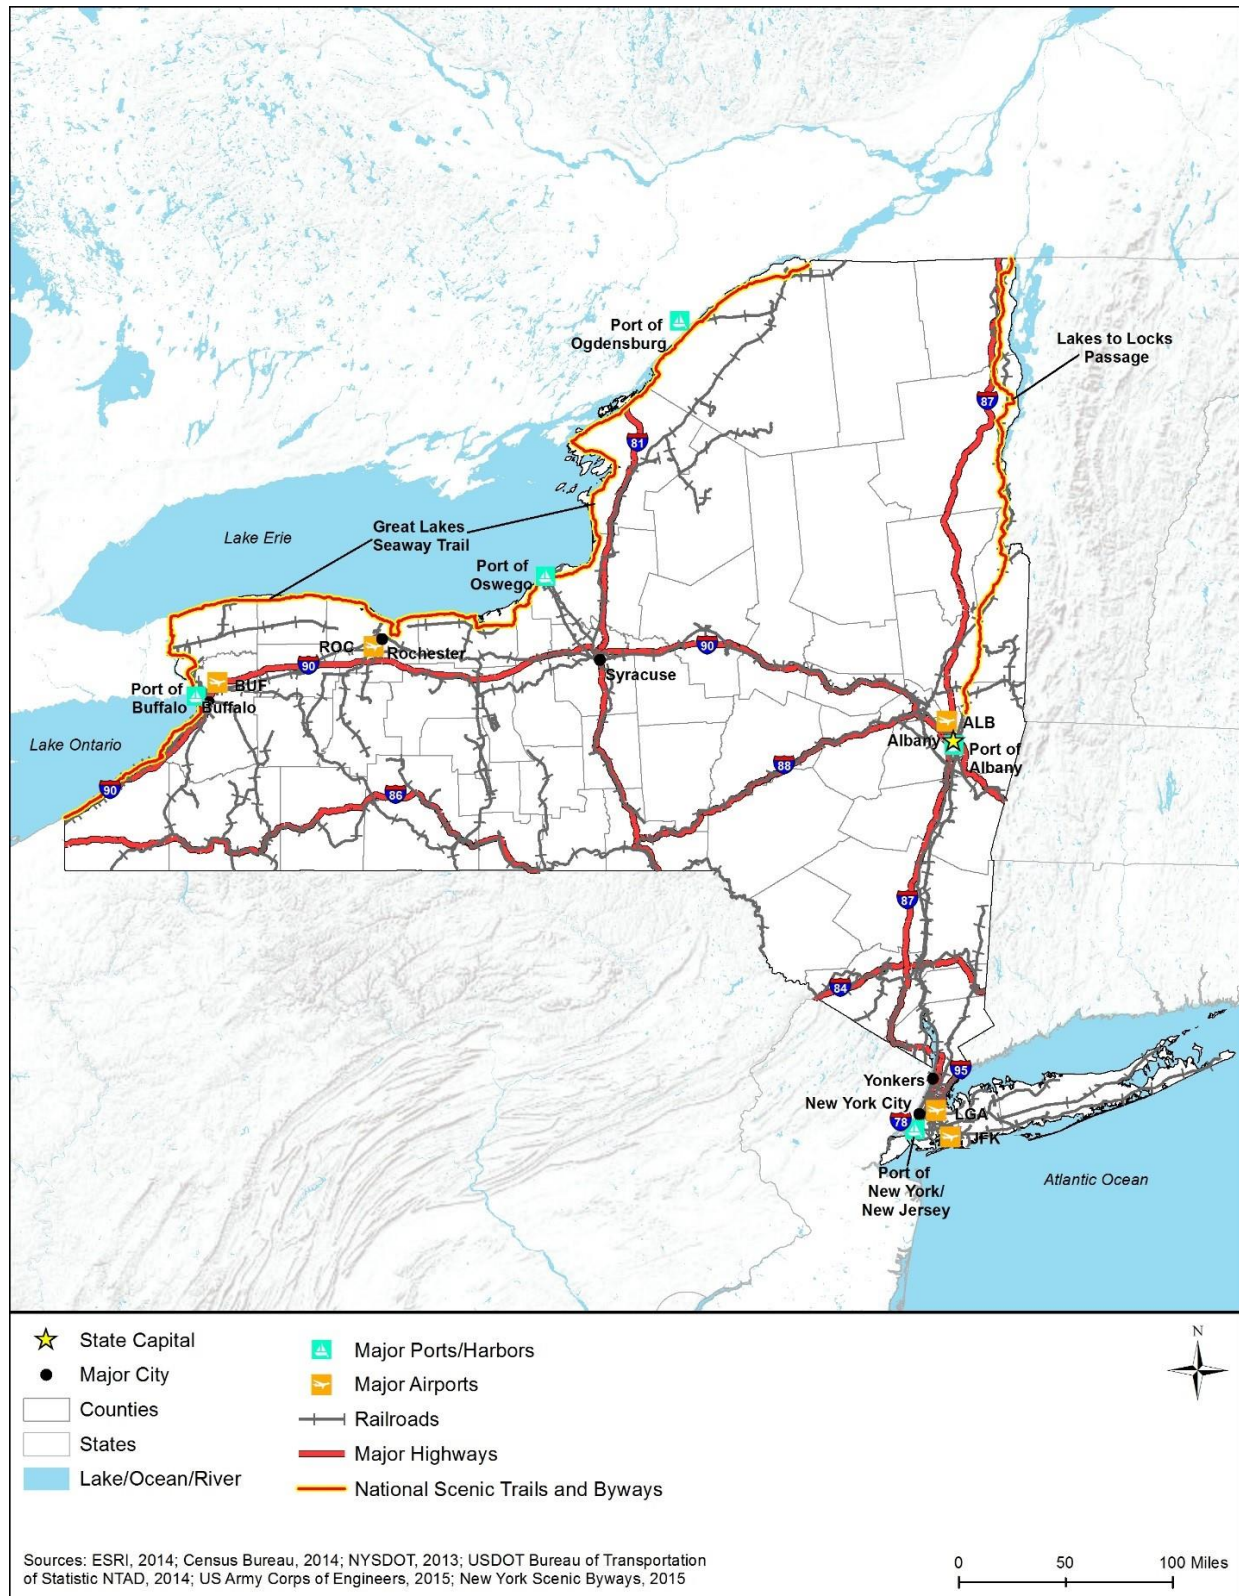 Port of
Ogdensburg
Lakes to Locks
Passage
87
81
Great Lakes
Seaway Trail
Lake Erie
Port of
Oswego
ROC
Rochester
90
90
Syracuse
BUF
Port of
Buffalo
Buffalo
Lake Ontario
90
ALB
Albany
Port of
Albany
88
86
87
84
95
Yonkers
New York City
LGA
78
JFK
Port of
New York/
New Jersey
Atlantic Ocean
State Capital
Major City
Counties
States
Lake/Ocean/River
Major Ports/Harbors
Major Airports
Railroads
Major Highways
National Scenic Trails and Byways
N
Sources: ESRI, 2014; Census Bureau, 2014; NYSDOT, 2013; USDOT Bureau of Transportation
of Statistic NTAD, 2014; US Army Corps of Engineers, 2015; New York Scenic Byways, 2015
0 50 100 Miles